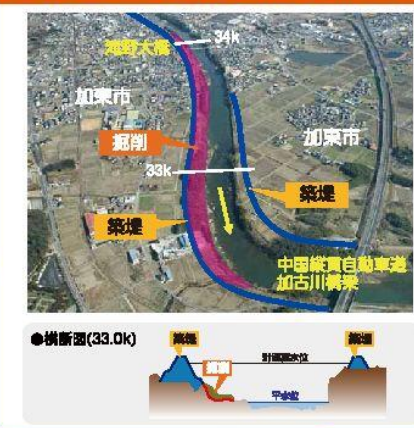 滝野大橋
34k
加東市
加東市
掘削
33k
築堤
築堤
中国縦貫自動車道
加古川橋梁
●横断図(33.0k)
築堤
築堤
計画高水位
掘削
平水位